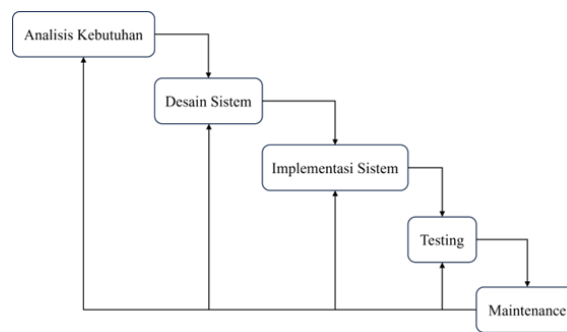 Analisis Kebutuhan
Desain Sistem
Implementasi Sistem
Testing
Maintenance